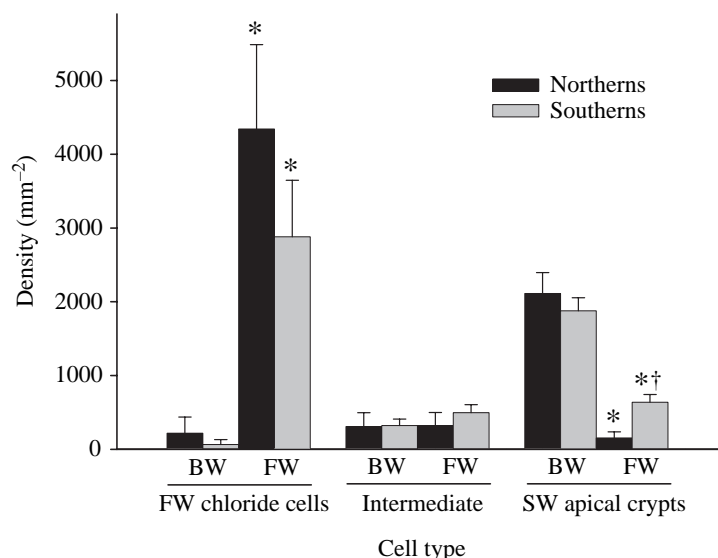 Density (mm⁻²)
5000
4000
3000
2000
1000
0
Northerns
Southerns
*
*
*
*†
BW FW BW FW BW FW
FW chloride cells Intermediate SW apical crypts
Cell type